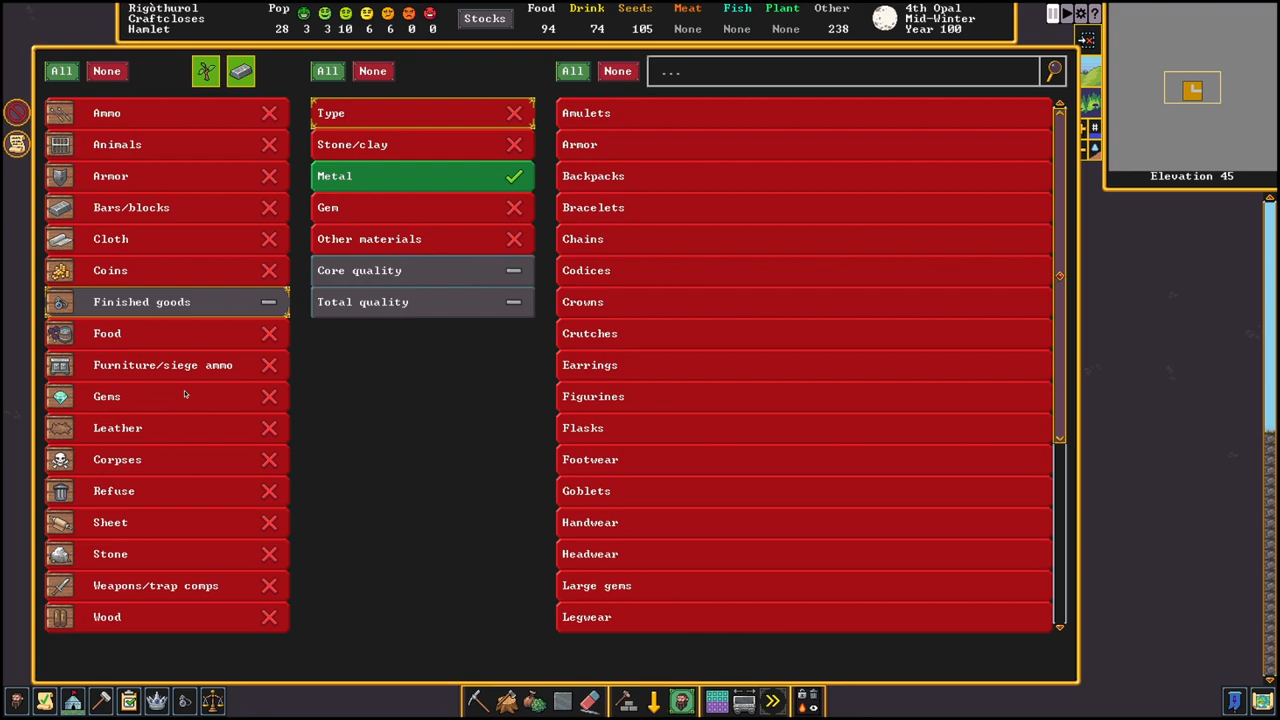 Rigòthurol
Craftcloses
Hamlet
Pop
28 3 3 10 6 6 0 0
Stocks
Food Drink Seeds Meat Fish Plant Other
94 74 105 None None None 238
4th Opal
Mid-Winter
Year 100
All None
All None
All None ...
Ammo
Animals
Armor
Bars/blocks
Cloth
Coins
Finished goods
Food
Furniture/siege ammo
Gems
Leather
Corpses
Refuse
Sheet
Stone
Weapons/trap comps
Wood
Type
Stone/clay
Metal
Gem
Other materials
Core quality
Total quality
Amulets
Armor
Backpacks
Bracelets
Chains
Codices
Crowns
Crutches
Earrings
Figurines
Flasks
Footwear
Goblets
Handwear
Headwear
Large gems
Legwear
Elevation 45